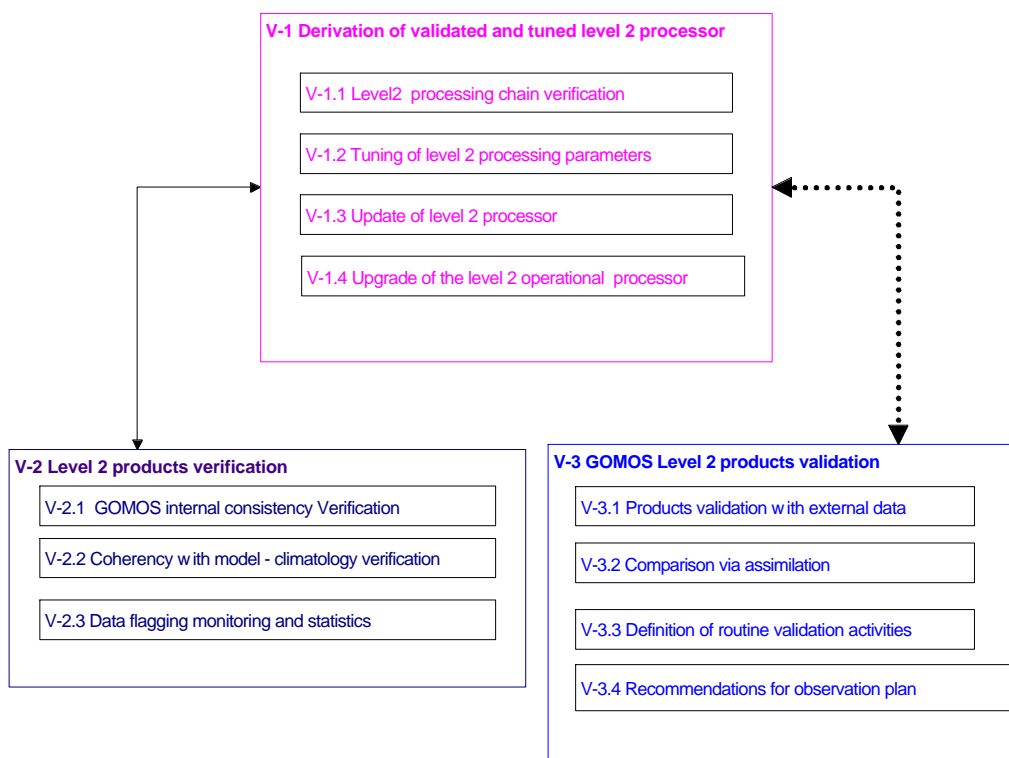 V-1 Derivation of validated and tuned level 2 processor
V-1.1 Level2 processing chain verification
V-1.2 Tuning of level 2 processing parameters
V-1.3 Update of level 2 processor
V-1.4 Upgrade of the level 2 operational processor
V-2 Level 2 products verification
V-2.1 GOMOS internal consistency Verification
V-2.2 Coherency with model - climatology verification
V-2.3 Data flagging monitoring and statistics
V-3 GOMOS Level 2 products validation
V-3.1 Products validation with external data
V-3.2 Comparison via assimilation
V-3.3 Definition of routine validation activities
V-3.4 Recommendations for observation plan